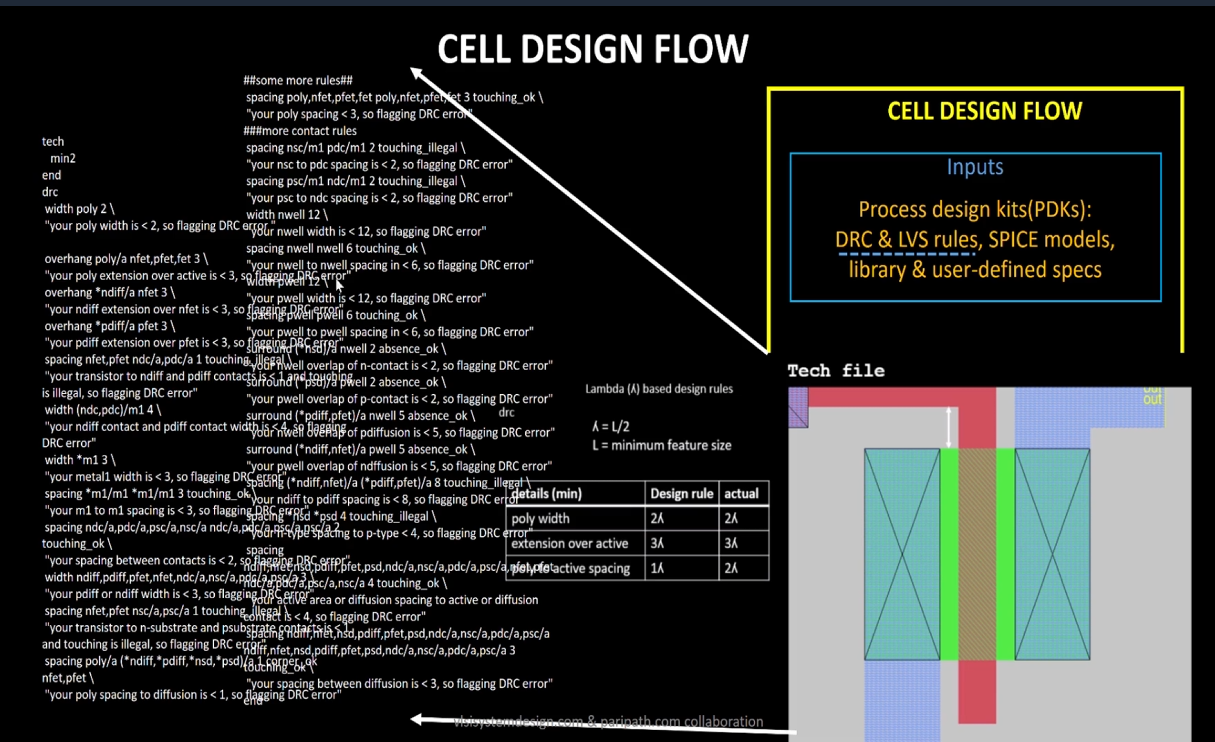 CELL DESIGN FLOW
tech
min2
end
drc
width poly 2 \
"your poly width is < 2, so flagging DRC error "
overhang poly/a nfet,pfet,fet 3 \
"your poly extension over active is < 3, so flagging DRC error"
overhang *ndiff/a nfet 3 \
"your ndiff extension over nfet is < 3, so flagging DRC error"
overhang *pdiff/a pfet 3 \
"your pdiff extension over pfet is < 3, so flagging DRC error"
spacing nfet,pfet ndc/a,pdc/a 1 touching_illegal \
"your transistor to ndiff and pdiff contacts is < 1 and touching
is illegal, so flagging DRC error"
width (ndc,pdc)/m1 4 \
"your ndiff contact and pdiff contact width is < 4, so flagging
DRC error"
width *m1 3 \
"your metal1 width is < 3, so flagging DRC error"
spacing *m1/m1 *m1/m1 3 touching_ok \
"your m1 to m1 spacing is < 3, so flagging DRC error"
spacing ndc/a,pdc/a,psc/a,nsc/a ndc/a,pdc/a,psc/a,nsc/a 2
touching_ok \
"your spacing between contacts is < 2, so flagging DRC error"
width ndiff,pdiff,pfet,nfet,ndc/a,nsc/a,pdc/a,psc/a 3 \
"your pdiff or ndiff width is < 3, so flagging DRC error"
spacing nfet,pfet nsc/a,psc/a 1 touching_illegal \
"your transistor to n-substrate and psubstrate contacts is < 1
and touching is illegal, so flagging DRC error"
spacing poly/a (*ndiff,*pdiff,*nsd,*psd)/a 1 corner_ok
nfet,pfet \
"your poly spacing to diffusion is < 1, so flagging DRC error"
##some more rules##
spacing poly,nfet,pfet,fet poly,nfet,pfet,fet 3 touching_ok \
"your poly spacing < 3, so flagging DRC error"
###more contact rules
spacing nsc/m1 pdc/m1 2 touching_illegal \
"your nsc to pdc spacing is < 2, so flagging DRC error"
spacing psc/m1 ndc/m1 2 touching_illegal \
"your psc to ndc spacing is < 2, so flagging DRC error"
width nwell 12 \
"your nwell width is < 12, so flagging DRC error"
spacing nwell nwell 6 touching_ok \
"your nwell to nwell spacing in < 6, so flagging DRC error"
width pwell 12 \
"your pwell width is < 12, so flagging DRC error"
spacing pwell pwell 6 touching_ok \
"your pwell to pwell spacing in < 6, so flagging DRC error"
surround (*nsd)/a nwell 2 absence_ok \
"your nwell overlap of n-contact is < 2, so flagging DRC error"
surround (*psd)/a pwell 2 absence_ok \
"your pwell overlap of p-contact is < 2, so flagging DRC error"
surround (*pdiff,pfet)/a nwell 5 absence_ok \
"your nwell overlap of pdiffusion is < 5, so flagging DRC error"
surround (*ndiff,nfet)/a pwell 5 absence_ok \
"your pwell overlap of ndffusion is < 5, so flagging DRC error"
spacing (*ndiff,nfet)/a (*pdiff,pfet)/a 8 touching_illegal \
"your ndiff to pdiff spacing is < 8, so flagging DRC error"
spacing *nsd *psd 4 touching_illegal \
"your n-type spacing to p-type < 4, so flagging DRC error"
spacing
ndiff,nfet,nsd,pdiff,pfet,psd,ndc/a,nsc/a,pdc/a,psc/a,nfet,pfet
ndc/a,pdc/a,psc/a,nsc/a 4 touching_ok \
"your active area or diffusion spacing to active or diffusion
contact is < 4, so flagging DRC error"
spacing ndiff,nfet,nsd,pdiff,pfet,psd,ndc/a,nsc/a,pdc/a,psc/a
ndiff,nfet,nsd,pdiff,pfet,psd,ndc/a,nsc/a,pdc/a,psc/a 3
touching_ok \
"your spacing between diffusion is < 3, so flagging DRC error"
end
drc
Lambda (ʎ) based design rules
ʎ = L/2
L = minimum feature size
details (min) Design rule actual
poly width 2ʎ 2ʎ
extension over active 3ʎ 3ʎ
poly to active spacing 1ʎ 2ʎ
CELL DESIGN FLOW
Inputs
Process design kits(PDKs):
DRC & LVS rules, SPICE models,
library & user-defined specs
Tech file
out
out
vlsisystemdesign.com & paripath.com collaboration